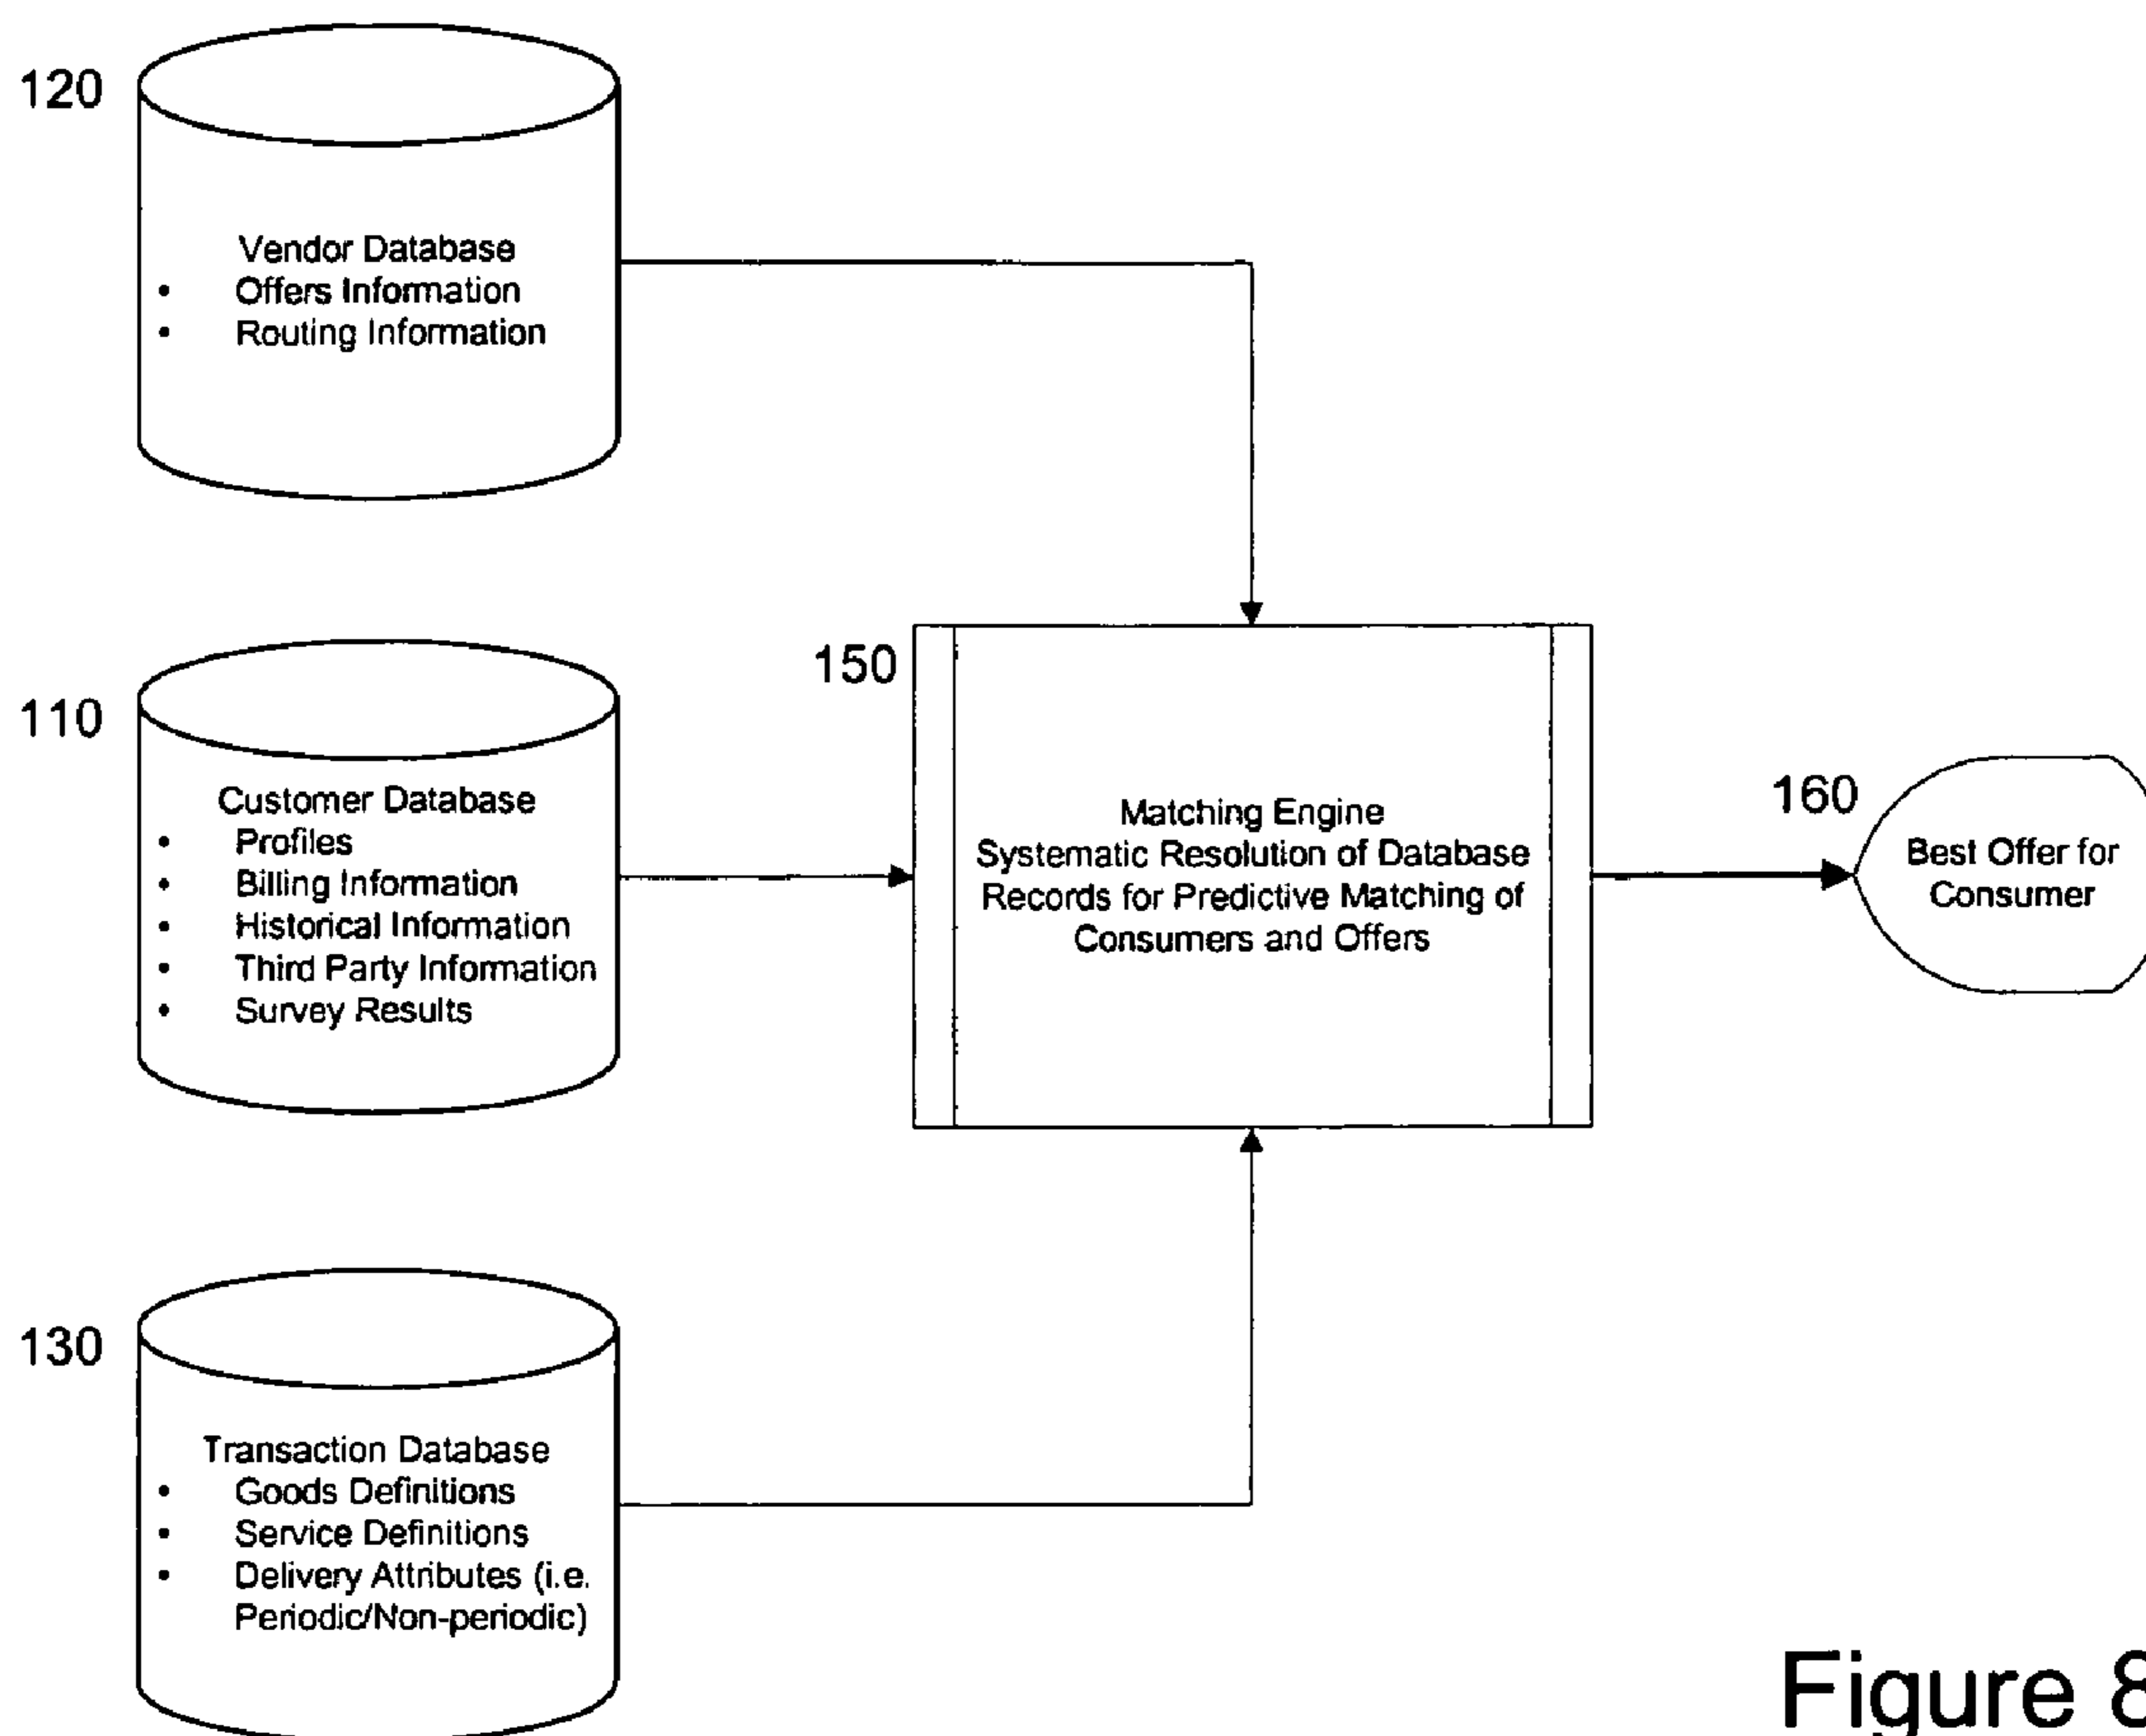 120
Vendor Database
• Offers Information
• Routing Information
110
Customer Database
• Profiles
• Billing Information
• Historical Information
• Third Party Information
• Survey Results
150
Matching Engine
Systematic Resolution of Database
Records for Predictive Matching of
Consumers and Offers
160
Best Offer for
Consumer
130
Transaction Database
• Goods Definitions
• Service Definitions
• Delivery Attributes (i.e.
Periodic/Non-periodic)
Figure 8